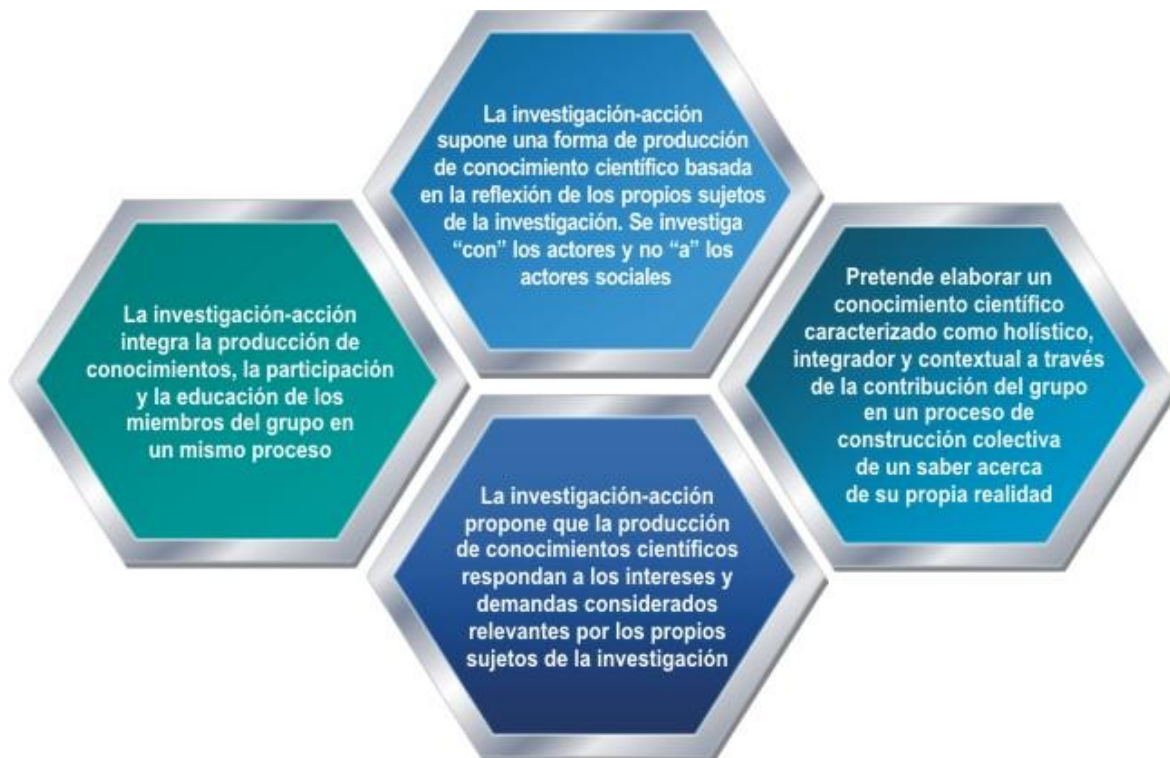 La investigación-acción
supone una forma de producción
de conocimiento científico basada
en la reflexión de los propios sujetos
de la investigación. Se investiga
“con” los actores y no “a” los
actores sociales
La investigación-acción
integra la producción de
conocimientos, la participación
y la educación de los
miembros del grupo en
un mismo proceso
Pretende elaborar un
conocimiento científico
caracterizado como holístico,
integrador y contextual a través
de la contribución del grupo
en un proceso de
construcción colectiva
de un saber acerca
de su propia realidad
La investigación-acción
propone que la producción
de conocimientos científicos
respondan a los intereses y
demandas considerados
relevantes por los propios
sujetos de la investigación